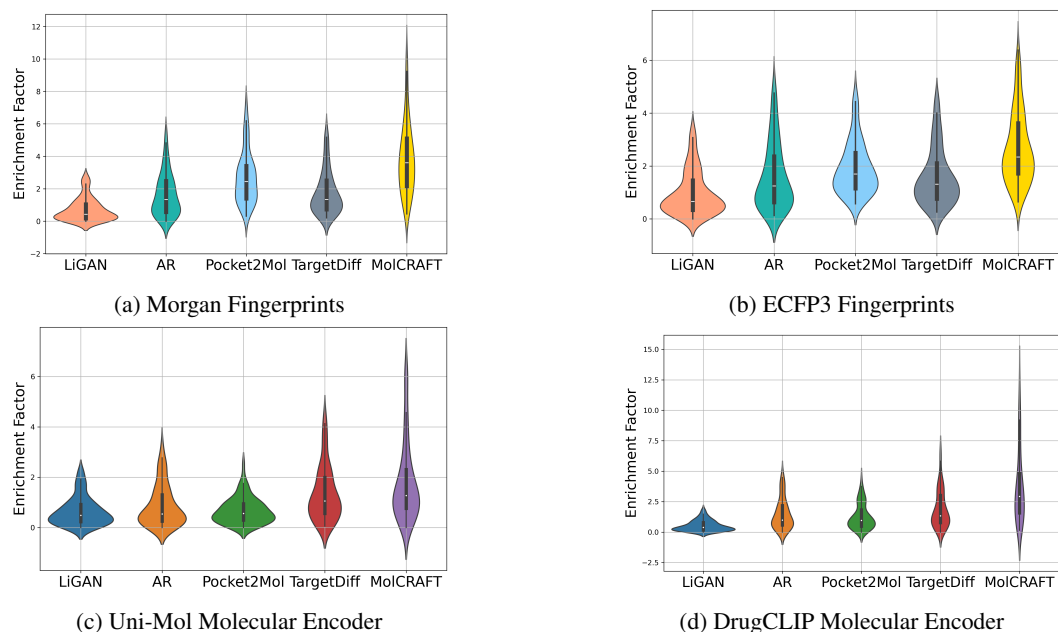 12
10
8
6
4
2
0
−2
Enrichment Factor
LiGAN AR Pocket2Mol TargetDiff MolCRAFT
(a) Morgan Fingerprints
6
4
2
0
Enrichment Factor
LiGAN AR Pocket2Mol TargetDiff MolCRAFT
(b) ECFP3 Fingerprints
6
4
2
0
Enrichment Factor
LiGAN AR Pocket2Mol TargetDiff MolCRAFT
(c) Uni-Mol Molecular Encoder
15.0
12.5
10.0
7.5
5.0
2.5
0.0
−2.5
Enrichment Factor
LiGAN AR Pocket2Mol TargetDiff MolCRAFT
(d) DrugCLIP Molecular Encoder